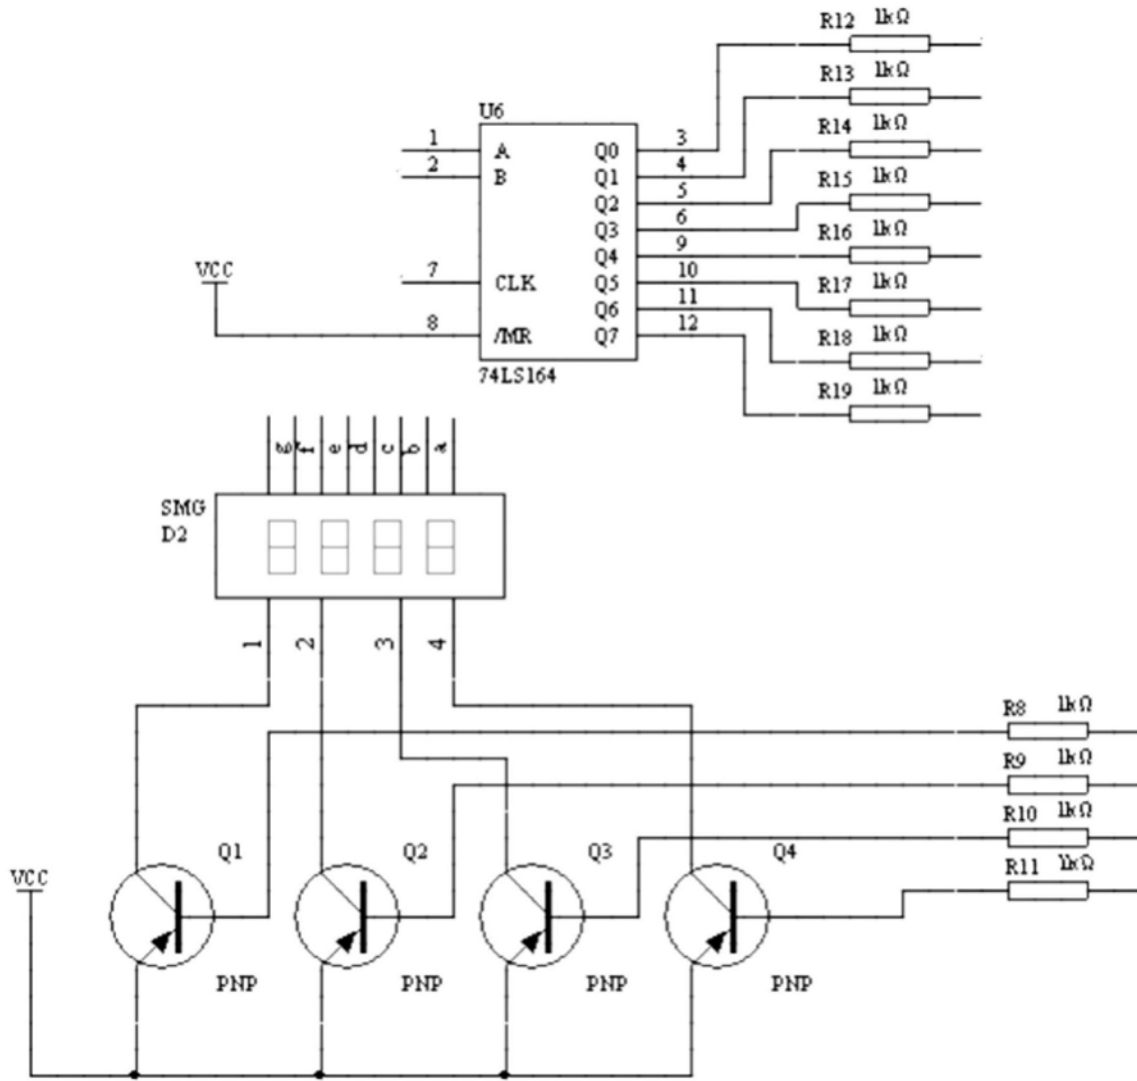 R12 1kΩ
R13 1kΩ
U6
R14 1kΩ
1 A Q0 3
2 B Q1 4
R15 1kΩ
Q2 5
Q3 6
R16 1kΩ
Q4 9
VCC
7 CLK Q5 10
R17 1kΩ
Q6 11
8 /MR Q7 12
R18 1kΩ
74LS164
R19 1kΩ
g f e d c b a
SMG
D2
1 2 3 4
R8 1kΩ
R9 1kΩ
R10 1kΩ
Q1 Q2 Q3 Q4
R11 1kΩ
VCC
PNP PNP PNP PNP